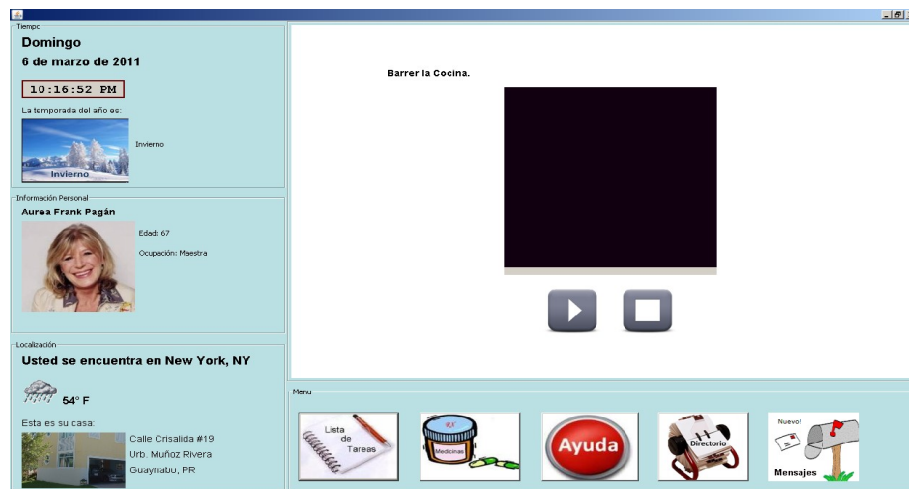 Tiempo
Domingo
6 de marzo de 2011
10:16:52 PM
La temporada del año es:
Invierno
Invierno
Información Personal
Aurea Frank Pagán
Edad: 67
Ocupación: Maestra
Localización
Usted se encuentra en New York, NY
54° F
Esta es su casa:
Calle Crisalida #19
Urb. Muñoz Rivera
Guaynabo, PR
Barrer la Cocina.
Menu
Lista
de
Tareas
RX
Medicinas
Ayuda
Directorio
Nuevo!
Mensajes